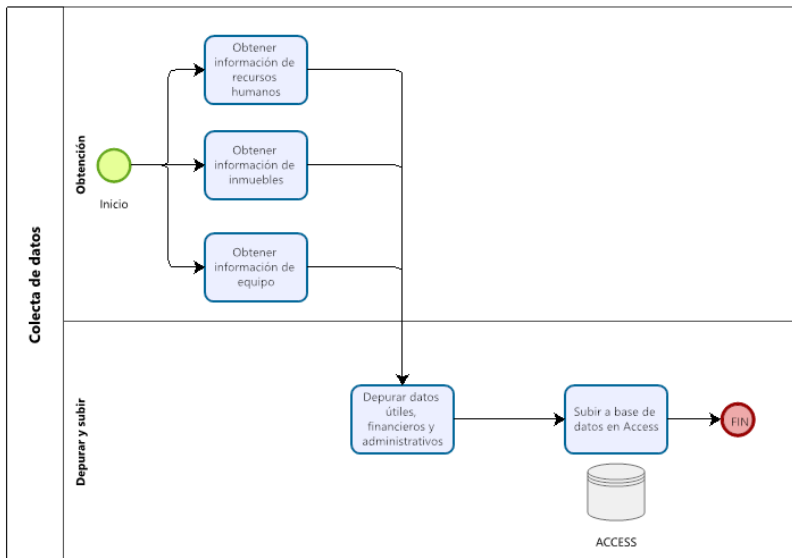 Colecta de datos
Obtención
Inicio
Obtener
información de
recursos
humanos
Obtener
información de
inmuebles
Obtener
información de
equipo
Depurar y subir
Depurar datos
útiles,
financieros y
administrativos
Subir a base de
datos en Access
FIN
ACCESS